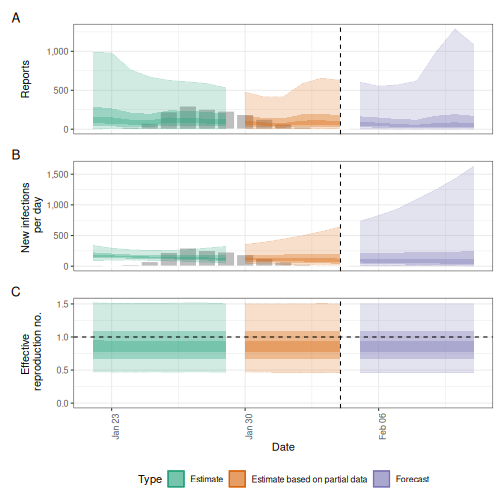 A
Reports
1,000
500
0
B
New infections
per day
1,500
1,000
500
0
C
Effective
reproduction no.
1.5
1.0
0.5
0.0
Jan 23
Jan 30
Feb 06
Date
Type
Estimate
Estimate based on partial data
Forecast